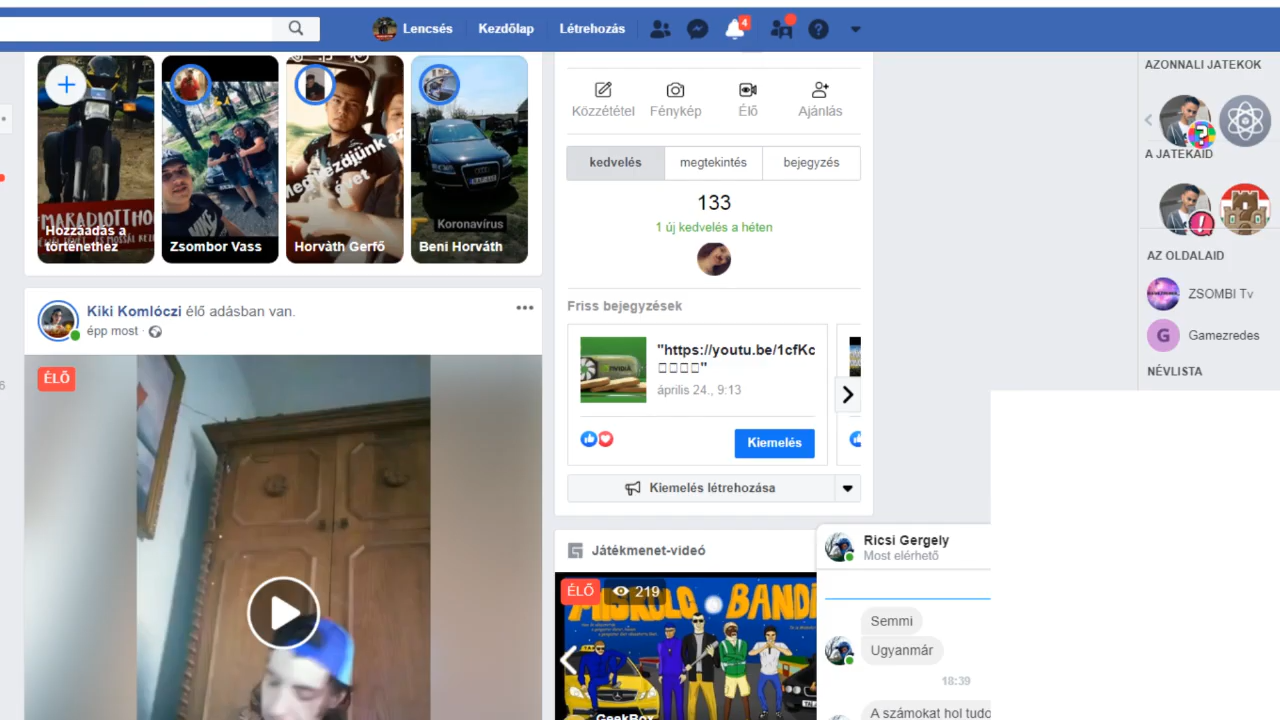 Lencsés
Kezdőlap
Létrehozás
4
Hozzáadás a
történethez
Zsombor Vass
Megkezdjünk az
évet
Horváth Gerfő
Koronavírus
Beni Horváth
Kiki Komlóczi élő adásban van.
épp most ·
ÉLŐ
Közzététel
Fénykép
Élő
Ajánlás
kedvelés
megtekintés
bejegyzés
133
1 új kedvelés a héten
Friss bejegyzések
"https://youtu.be/1cfKc
□□□□"
április 24., 9:13
Kiemelés
Kiemelés létrehozása
Játékmenet-videó
ÉLŐ
219
BANDI
GeekBox
AZONNALI JATEKOK
A JATEKAID
AZ OLDALAID
ZSOMBI Tv
G
Gamezredes
NÉVLISTA
Ricsi Gergely
Most elérhető
Semmi
Ugyanmár
18:39
A számokat hol tudo